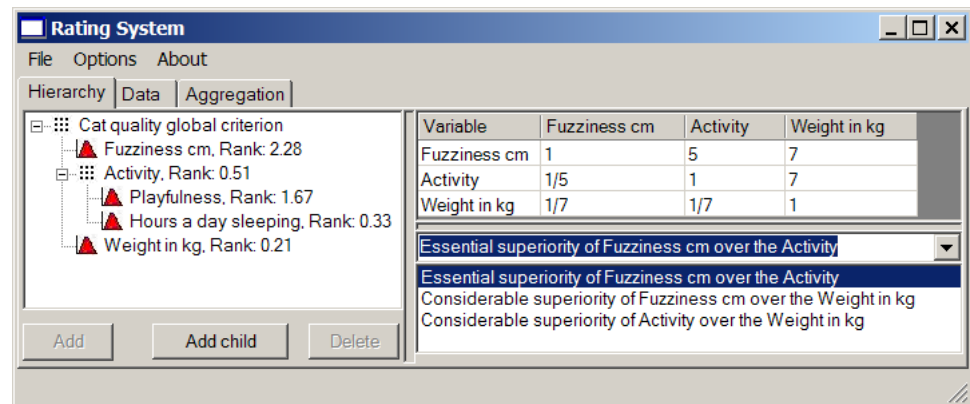 Rating System
File Options About
Hierarchy Data Aggregation
Cat quality global criterion
Fuzziness cm, Rank: 2.28
Activity, Rank: 0.51
Playfulness, Rank: 1.67
Hours a day sleeping, Rank: 0.33
Weight in kg, Rank: 0.21
Add Add child Delete
Variable Fuzziness cm Activity Weight in kg
Fuzziness cm 1 5 7
Activity 1/5 1 7
Weight in kg 1/7 1/7 1
Essential superiority of Fuzziness cm over the Activity
Essential superiority of Fuzziness cm over the Activity
Considerable superiority of Fuzziness cm over the Weight in kg
Considerable superiority of Activity over the Weight in kg